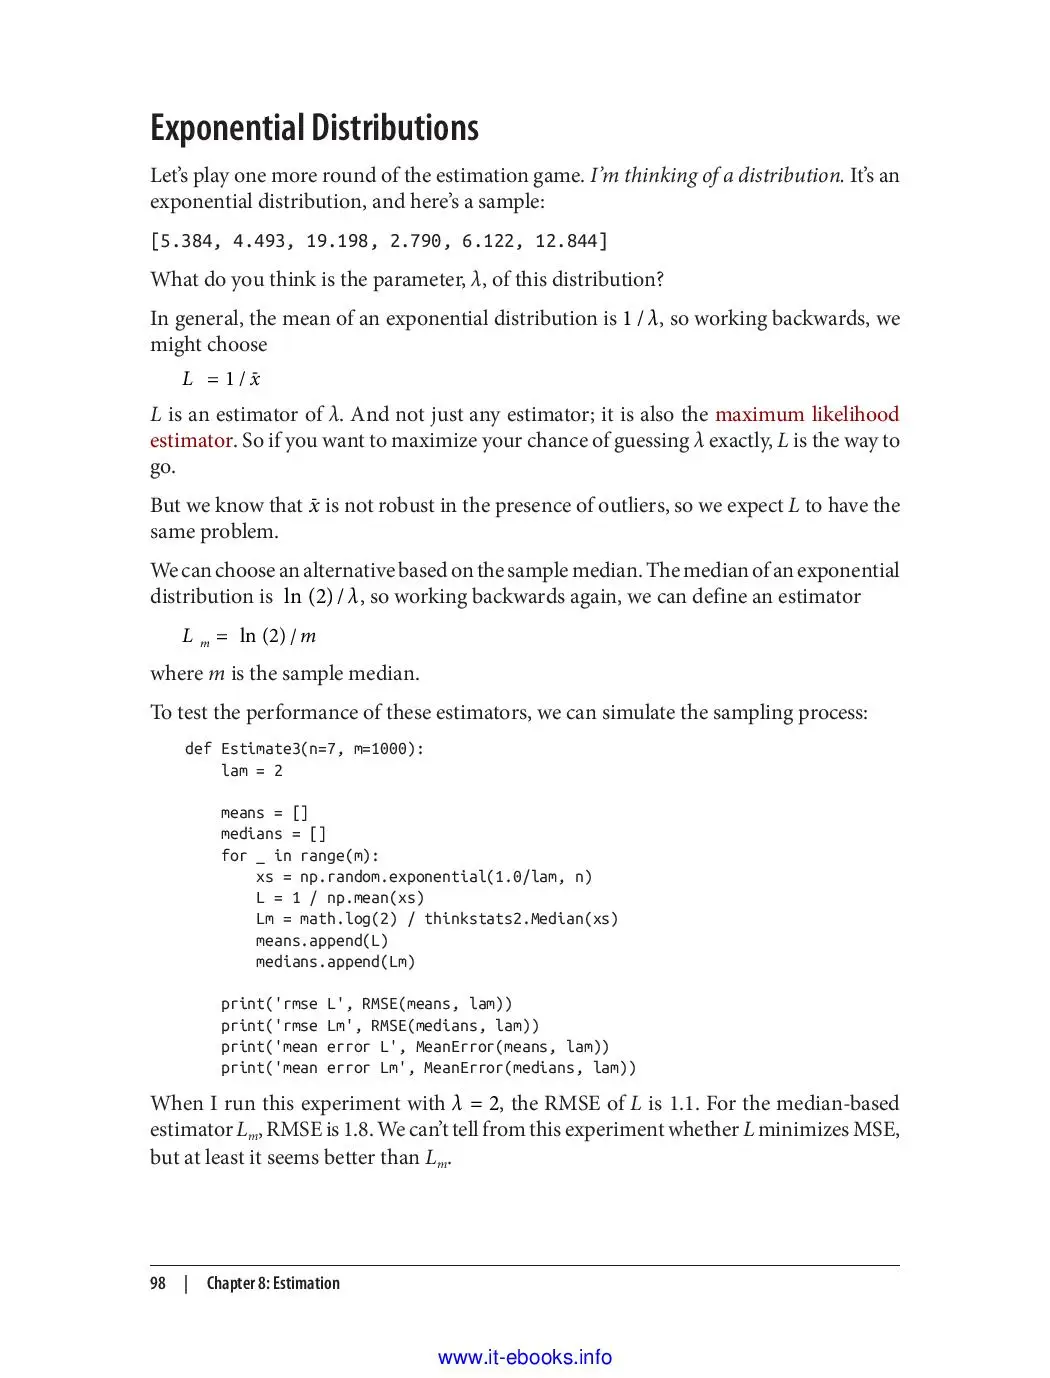 Exponential Distributions
Let’s play one more round of the estimation game. I’m thinking of a distribution. It’s an
exponential distribution, and here’s a sample:
[5.384, 4.493, 19.198, 2.790, 6.122, 12.844]
What do you think is the parameter, λ, of this distribution?
In general, the mean of an exponential distribution is 1 / λ, so working backwards, we
might choose
L = 1 / x̄
L is an estimator of λ. And not just any estimator; it is also the maximum likelihood
estimator. So if you want to maximize your chance of guessing λ exactly, L is the way to
go.
But we know that x̄ is not robust in the presence of outliers, so we expect L to have the
same problem.
We can choose an alternative based on the sample median. The median of an exponential
distribution is ln (2) / λ, so working backwards again, we can define an estimator
L m = ln (2) / m
where m is the sample median.
To test the performance of these estimators, we can simulate the sampling process:
def Estimate3(n=7, m=1000):
    lam = 2
    means = []
    medians = []
    for _ in range(m):
        xs = np.random.exponential(1.0/lam, n)
        L = 1 / np.mean(xs)
        Lm = math.log(2) / thinkstats2.Median(xs)
        means.append(L)
        medians.append(Lm)
    print('rmse L', RMSE(means, lam))
    print('rmse Lm', RMSE(medians, lam))
    print('mean error L', MeanError(means, lam))
    print('mean error Lm', MeanError(medians, lam))
When I run this experiment with λ = 2, the RMSE of L is 1.1. For the median-based
estimator Lm, RMSE is 1.8. We can’t tell from this experiment whether L minimizes MSE,
but at least it seems better than Lm.
98 | Chapter 8: Estimation
www.it-ebooks.info